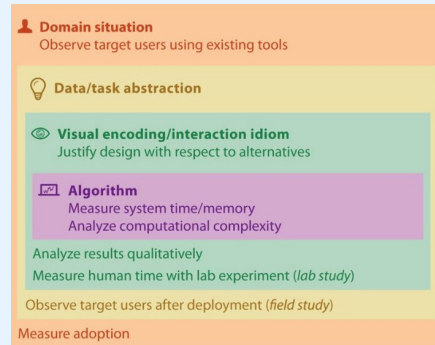 Domain situation
Observe target users using existing tools
Data/task abstraction
Visual encoding/interaction idiom
Justify design with respect to alternatives
Algorithm
Measure system time/memory
Analyze computational complexity
Analyze results qualitatively
Measure human time with lab experiment (lab study)
Observe target users after deployment (field study)
Measure adoption